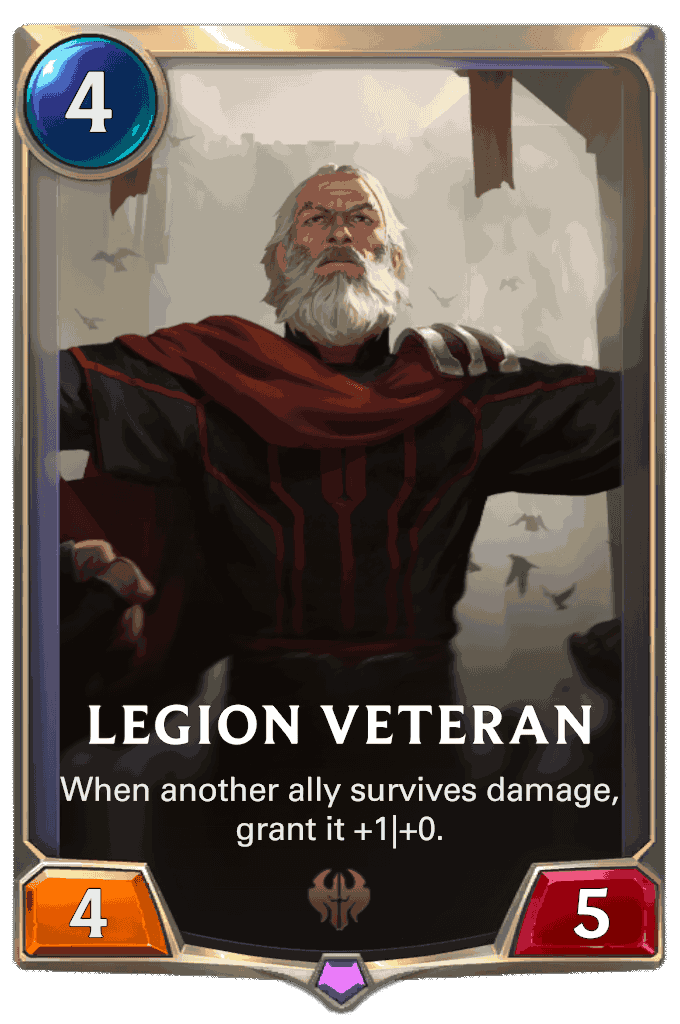 4
LEGION VETERAN
When another ally survives damage,
grant it +1|+0.
4
5